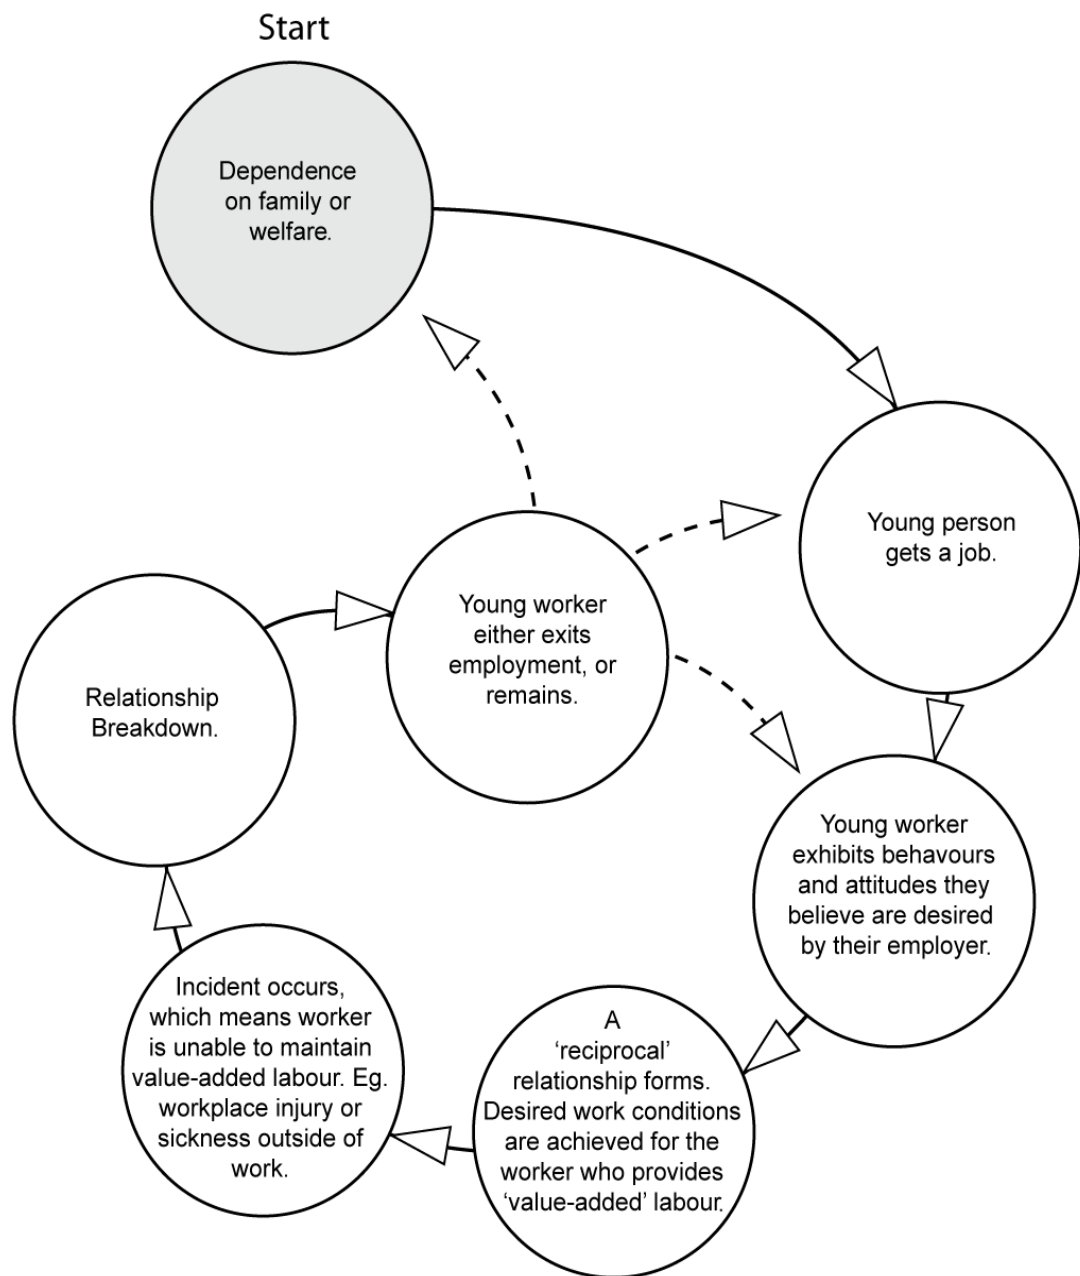 Start
Dependence
on family or
welfare.
Young person
gets a job.
Young worker
either exits
employment, or
remains.
Relationship
Breakdown.
Young worker
exhibits behavours
and attitudes they
believe are desired
by their employer.
Incident occurs,
which means worker
is unable to maintain
value-added labour. Eg.
workplace injury or
sickness outside of
work.
A
‘reciprocal’
relationship forms.
Desired work conditions
are achieved for the
worker who provides
‘value-added’ labour.